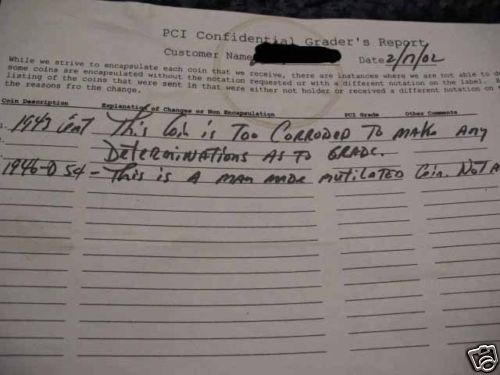 PCI Confidential Grader's Report
Customer Name
Date 2/11/02
While we strive to encapsulate each coin that we receive, there are instances where we are not able to
some coins are encapsulated without the notation requested or with a different notation on the label.
listing of the coins that were sent in that were either not holder or received a different notation on
the reasons fro the change.
Coin Description Explanation of Changes or Non Encapsulation PCI Grade Other Comments
Cent - This Coin is Too Corroded To make Any
Determinations As to GRADE.
1946-D 5¢ - This is A man made mutilated Coin. Not A